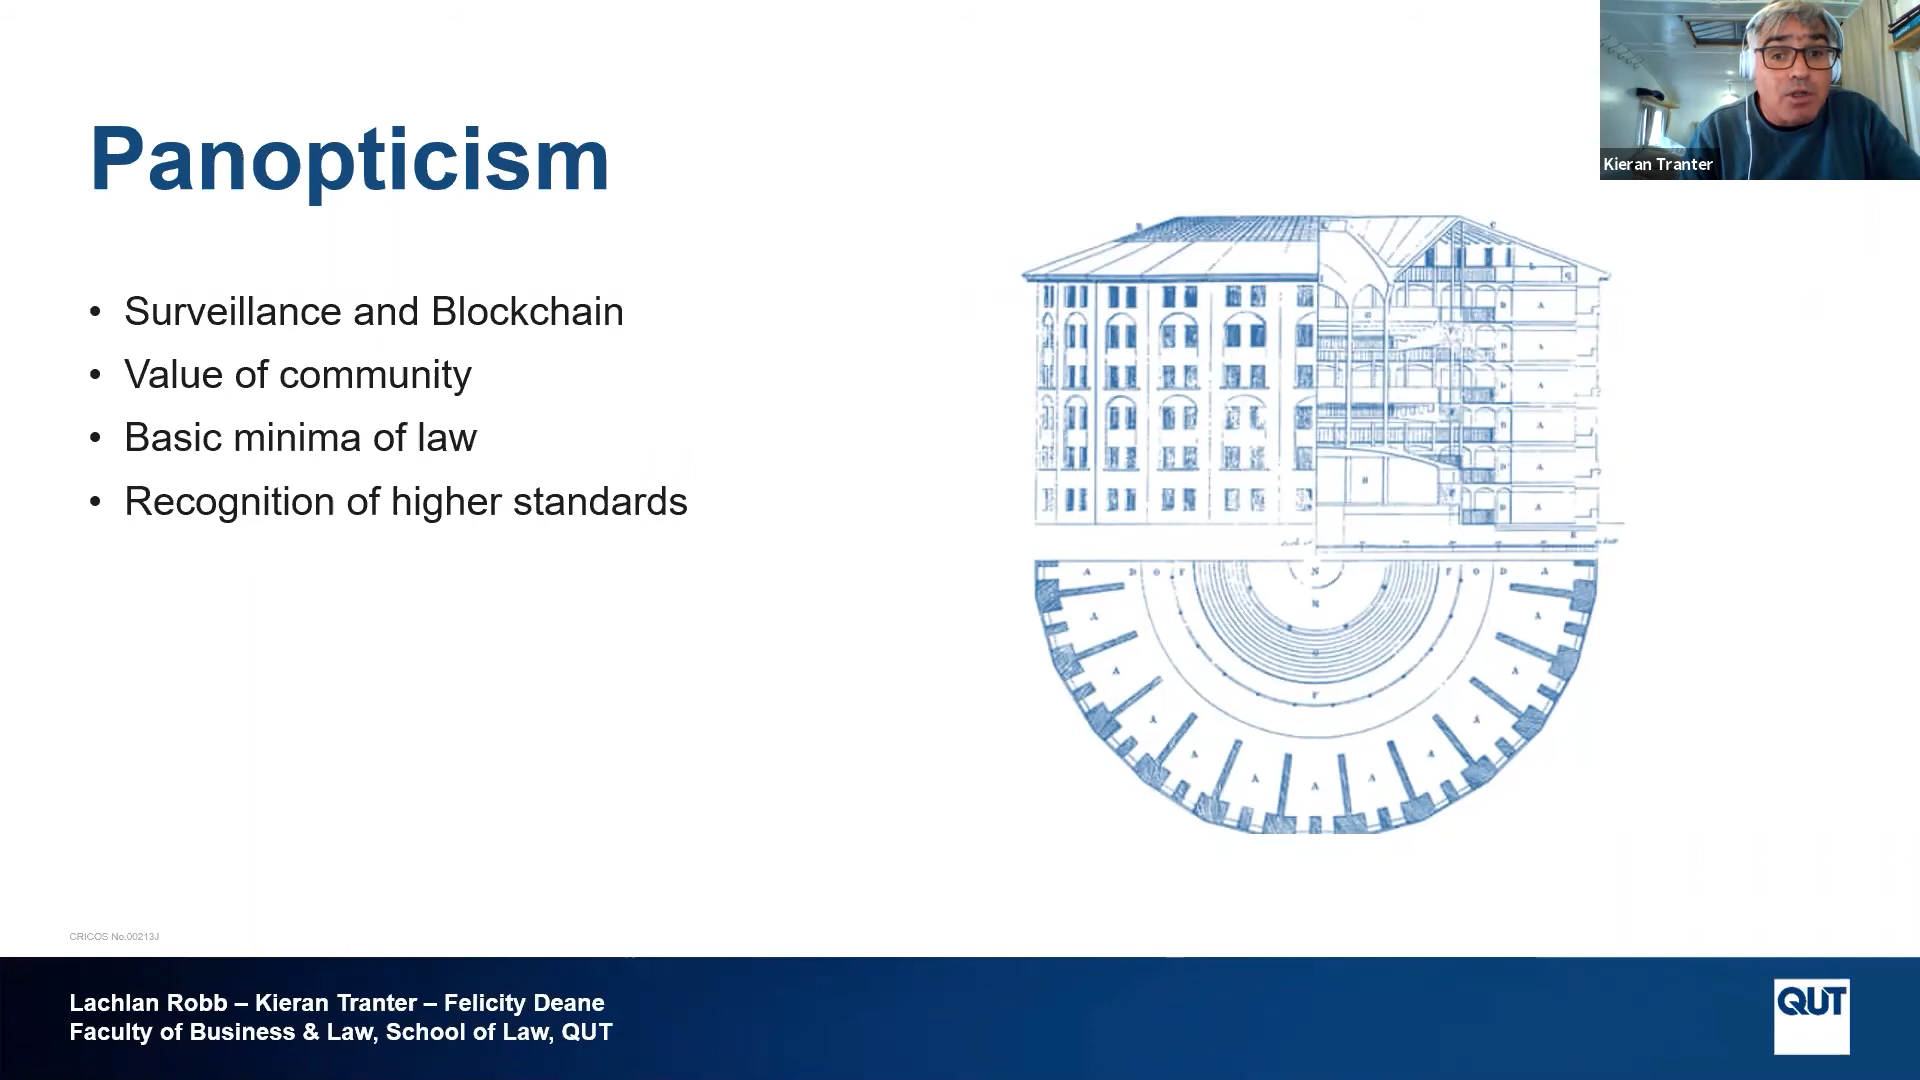 Panopticism
Kieran Tranter
• Surveillance and Blockchain
• Value of community
• Basic minima of law
• Recognition of higher standards
CRICOS No.00213J
Lachlan Robb – Kieran Tranter – Felicity Deane
Faculty of Business & Law, School of Law, QUT
QUT